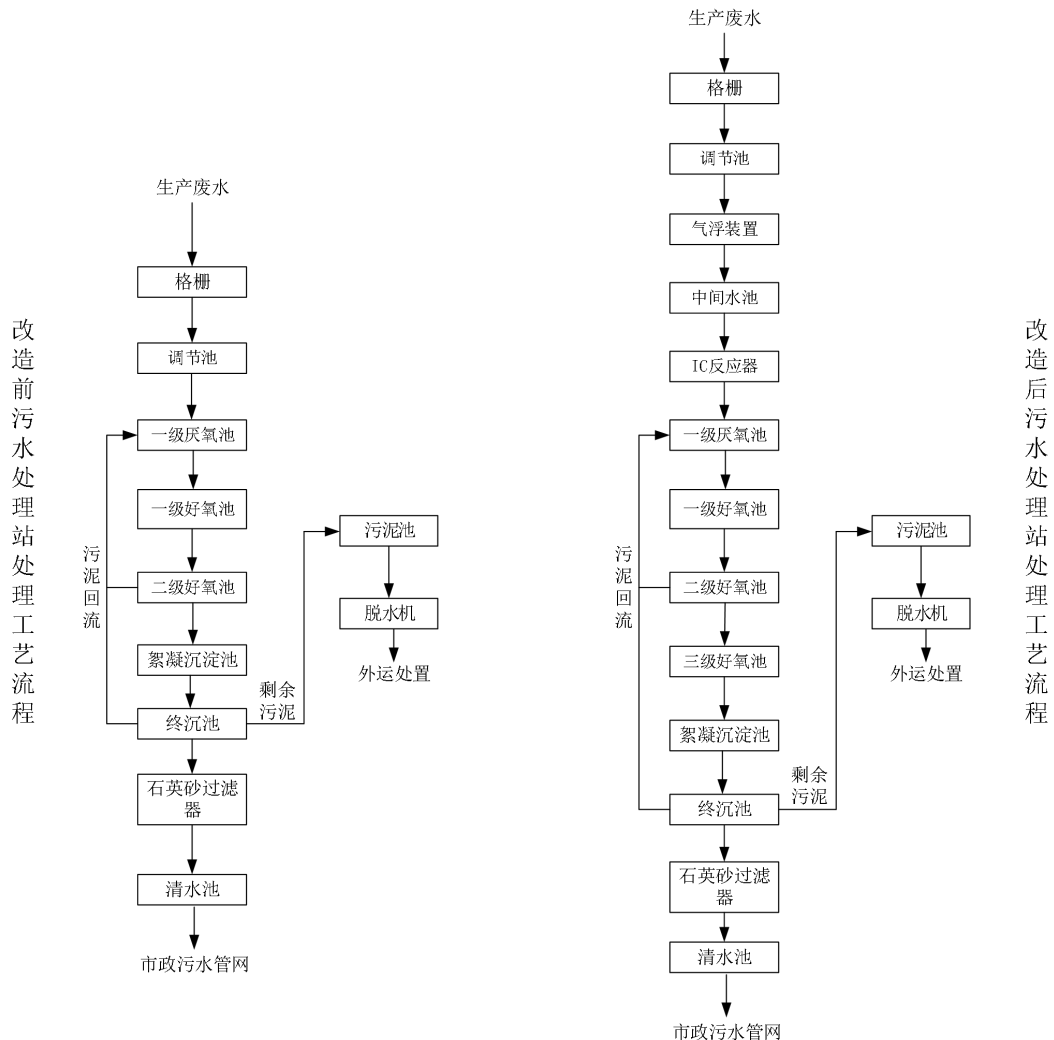 改造前污水处理站处理工艺流程
生产废水
格栅
调节池
一级厌氧池
一级好氧池
二级好氧池
絮凝沉淀池
终沉池
石英砂过滤
器
清水池
市政污水管网
污泥回流
剩余
污泥
污泥池
脱水机
外运处置
生产废水
格栅
调节池
气浮装置
中间水池
IC反应器
一级厌氧池
一级好氧池
二级好氧池
三级好氧池
絮凝沉淀池
终沉池
石英砂过滤
器
清水池
市政污水管网
污泥回流
剩余
污泥
污泥池
脱水机
外运处置
改造后污水处理站处理工艺流程